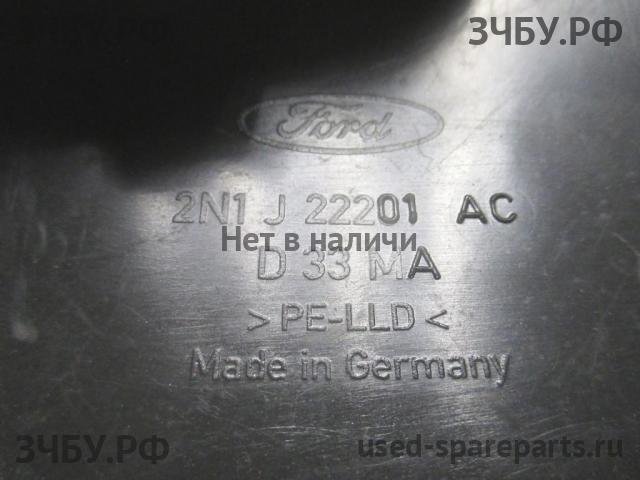 ЗЧБУ.РФ
Ford
2N1 J 22201 AC
Нет в наличи
D 33 MA
> PE-LLD <
Made in Germany
ЗЧБУ.РФ
used-spareparts.ru